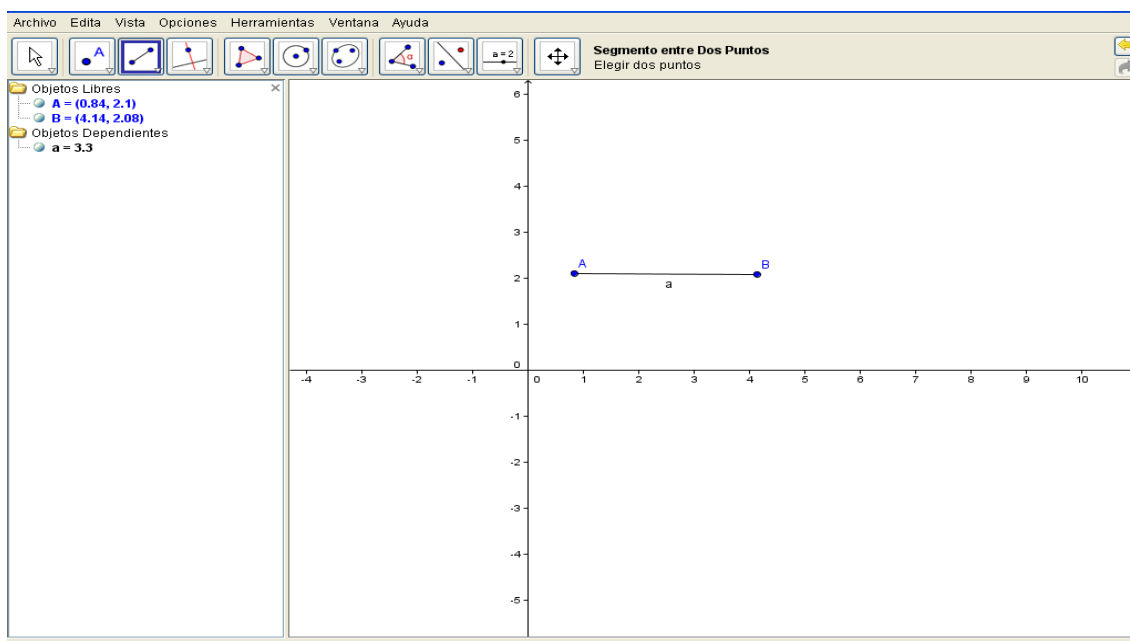 Archivo Edita Vista Opciones Herramientas Ventana Ayuda
A
α
a = 2
Segmento entre Dos Puntos
Elegir dos puntos
Objetos Libres
A = (0.84, 2.1)
B = (4.14, 2.08)
Objetos Dependientes
a = 3.3
6
5
4
3
A B
2
a
1
0
-4 -3 -2 -1 0 1 2 3 4 5 6 7 8 9 10
-1
-2
-3
-4
-5